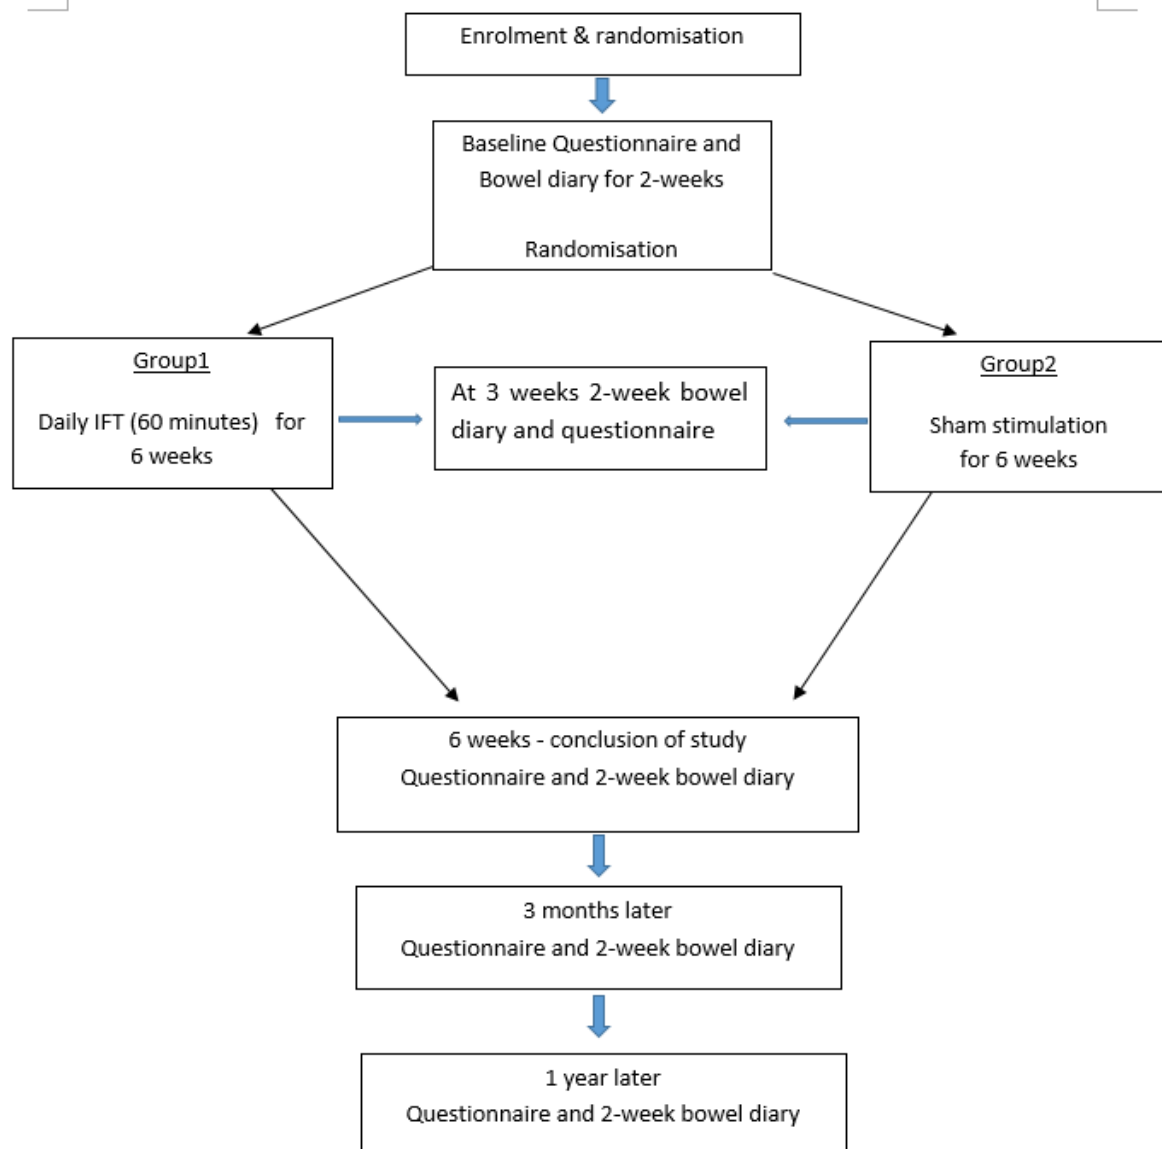 Enrolment & randomisation
Baseline Questionnaire and
Bowel diary for 2-weeks
Randomisation
Group1
Daily IFT (60 minutes) for
6 weeks
At 3 weeks 2-week bowel
diary and questionnaire
Group2
Sham stimulation
for 6 weeks
6 weeks - conclusion of study
Questionnaire and 2-week bowel diary
3 months later
Questionnaire and 2-week bowel diary
1 year later
Questionnaire and 2-week bowel diary